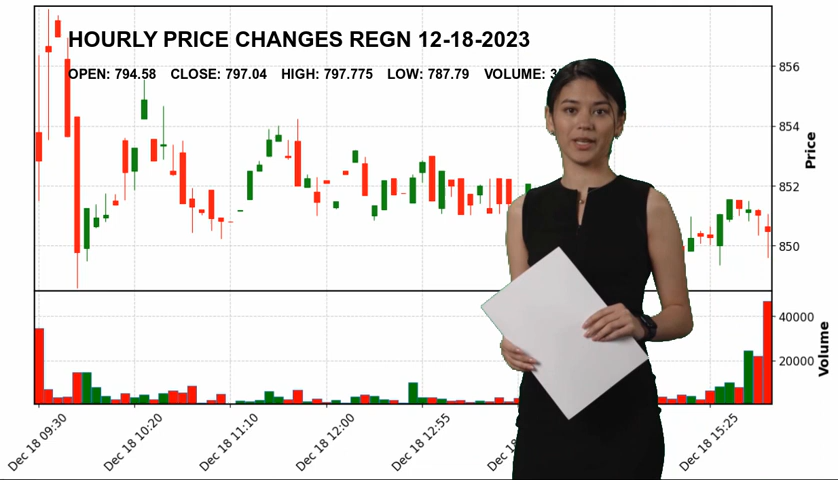 HOURLY PRICE CHANGES REGN 12-18-2023
OPEN: 794.58 CLOSE: 797.04 HIGH: 797.775 LOW: 787.79 VOLUME:
856
854
852
850
Price
40000
20000
Volume
Dec 18 09:30
Dec 18 10:20
Dec 18 11:10
Dec 18 12:00
Dec 18 12:55
Dec 18 15:25